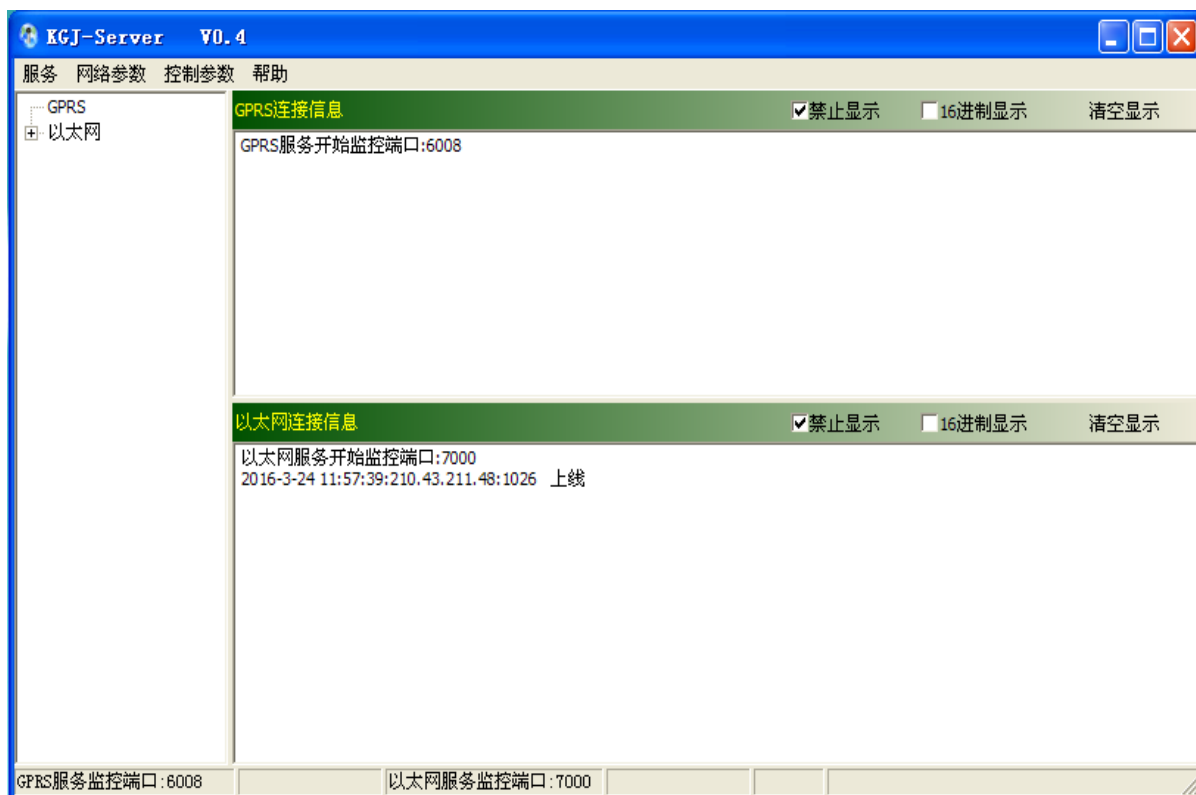 KGJ-Server V0.4
服务 网络参数 控制参数 帮助
GPRS
以太网
GPRS连接信息 禁止显示 16进制显示 清空显示
GPRS服务开始监控端口:6008
以太网连接信息 禁止显示 16进制显示 清空显示
以太网服务开始监控端口:7000
2016-3-24 11:57:39:210.43.211.48:1026 上线
GPRS服务监控端口:6008 以太网服务监控端口:7000